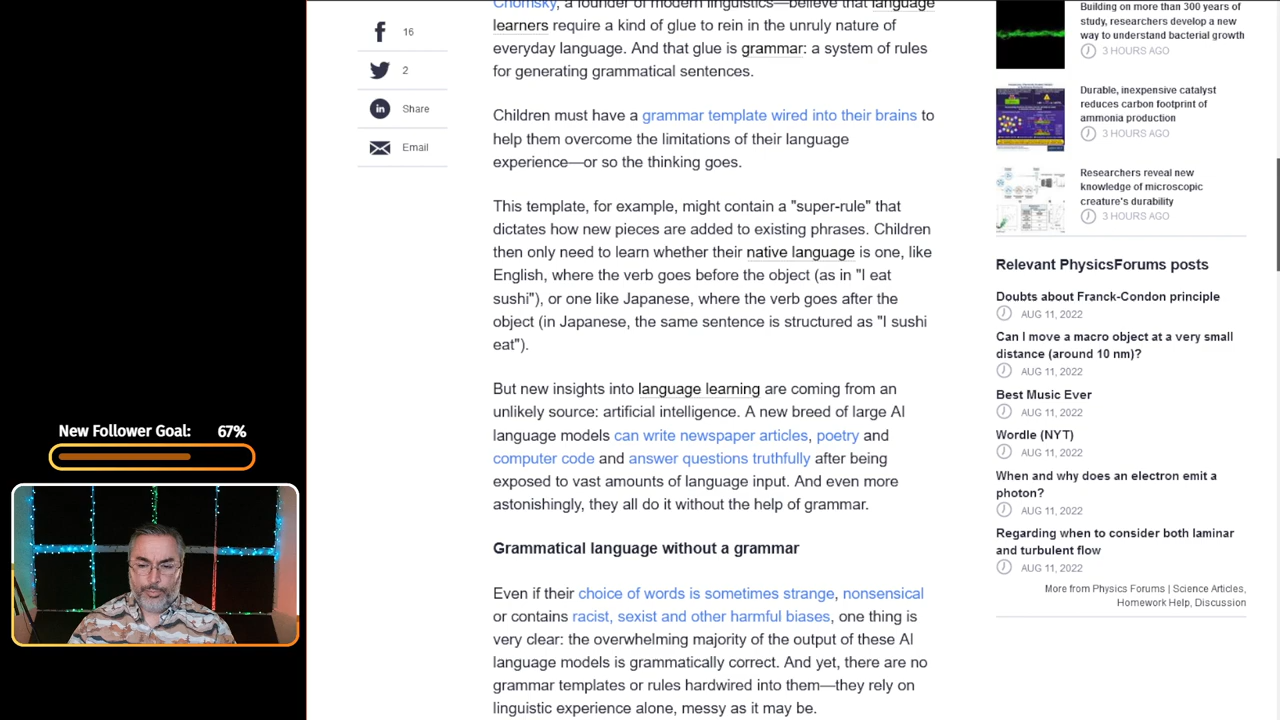 Chomsky, a founder of modern linguistics—believe that language
learners require a kind of glue to rein in the unruly nature of
everyday language. And that glue is grammar: a system of rules
for generating grammatical sentences.
Children must have a grammar template wired into their brains to
help them overcome the limitations of their language
experience—or so the thinking goes.
This template, for example, might contain a "super-rule" that
dictates how new pieces are added to existing phrases. Children
then only need to learn whether their native language is one, like
English, where the verb goes before the object (as in "I eat
sushi"), or one like Japanese, where the verb goes after the
object (in Japanese, the same sentence is structured as "I sushi
eat").
But new insights into language learning are coming from an
unlikely source: artificial intelligence. A new breed of large AI
language models can write newspaper articles, poetry and
computer code and answer questions truthfully after being
exposed to vast amounts of language input. And even more
astonishingly, they all do it without the help of grammar.
Grammatical language without a grammar
Even if their choice of words is sometimes strange, nonsensical
or contains racist, sexist and other harmful biases, one thing is
very clear: the overwhelming majority of the output of these AI
language models is grammatically correct. And yet, there are no
grammar templates or rules hardwired into them—they rely on
linguistic experience alone, messy as it may be.
16
2
Share
Email
New Follower Goal: 67%
Building on more than 300 years of
study, researchers develop a new
way to understand bacterial growth
3 HOURS AGO
Durable, inexpensive catalyst
reduces carbon footprint of
ammonia production
3 HOURS AGO
Researchers reveal new
knowledge of microscopic
creature's durability
3 HOURS AGO
Relevant PhysicsForums posts
Doubts about Franck-Condon principle
AUG 11, 2022
Can I move a macro object at a very small
distance (around 10 nm)?
AUG 11, 2022
Best Music Ever
AUG 11, 2022
Wordle (NYT)
AUG 11, 2022
When and why does an electron emit a
photon?
AUG 11, 2022
Regarding when to consider both laminar
and turbulent flow
AUG 11, 2022
More from Physics Forums | Science Articles,
Homework Help, Discussion